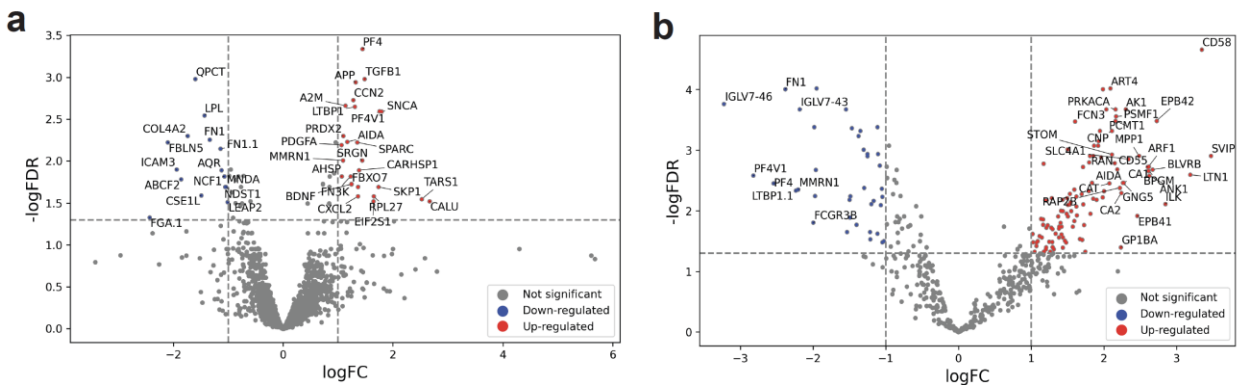 a
3.5
3.0
2.5
2.0
1.5
1.0
0.5
0.0
-logFDR
PF4
QPCT
APP
TGFB1
CCN2
A2M
LPL
LTBP1
SNCA
PF4V1
COL4A2
FN1
PRDX2
AIDA
FBLN5
FN1.1
PDGFA
SPARC
MMRN1
SRGN
ICAM3
AQR
CARHSP1
AHSP
ABCF2
NCF1
MNDA
FBXO7
TARS1
FN3K
SKP1
CSE1L
NDST1
BDNF
LEAP2
CXCL2
RPL27
CALU
FGA.1
EIF2S1
Not significant
Down-regulated
Up-regulated
−2
0
2
4
6
logFC
b
4
3
2
1
0
-logFDR
CD58
FN1
ART4
IGLV7-46
IGLV7-43
PRKACA
AK1
EPB42
FCN3
PSMF1
PCMT1
STOM
CNP
MPP1
SLC4A1
ARF1
SVIP
RAN
CD55
BLVRB
PF4V1
AIDA
CA1
LTN1
PF4
MMRN1
CAT
BPGM
LTBP1.1
ANK1
RAP2B
GNG5
ILK
FCGR3B
CA2
EPB41
GP1BA
Not significant
Down-regulated
Up-regulated
−3
−2
−1
0
1
2
3
logFC